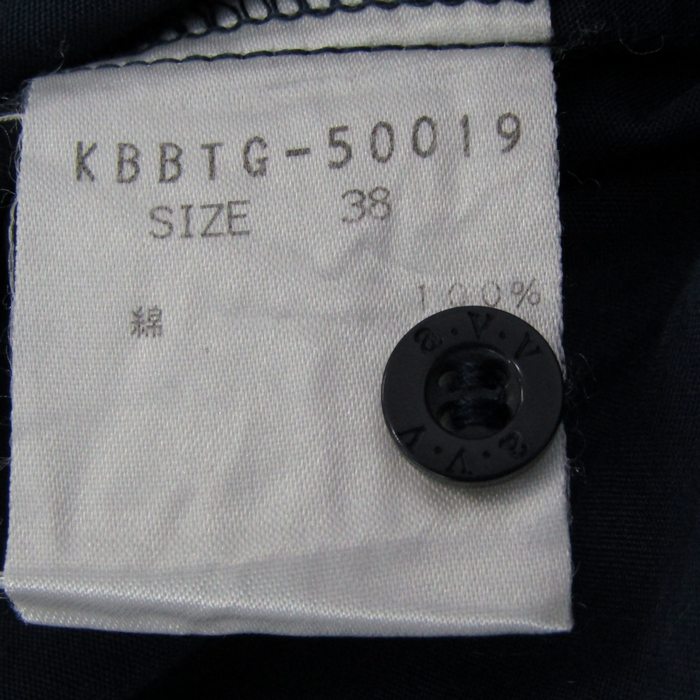 KBBTG-50019
SIZE 38
綿 100%
a.v.v
a.v.v